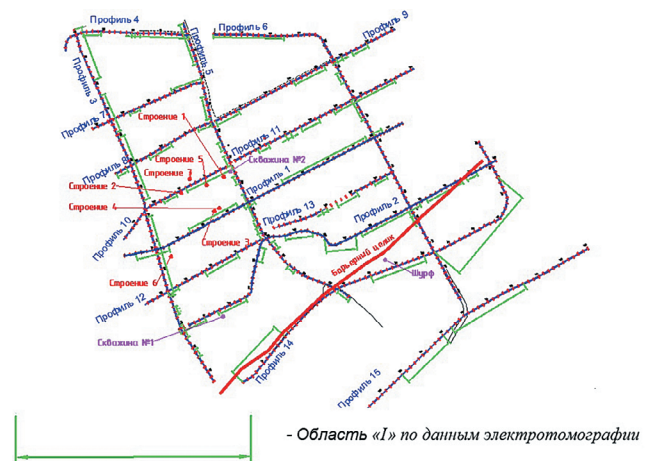 Профиль 4
Профиль 6
Профиль 9
Профиль 5
Профиль 3
Профиль 7
Строение 1
Профиль 11
Профиль 8
Строение 5
Скважина №2
Строение 7
Строение 2
Профиль 1
Строение 4
Профиль 13
Профиль 2
Профиль 10
Строение 3
Барьерный целик
Шурф
Строение 6
Профиль 12
Скважина №1
Профиль 14
Профиль 15
- Область «I» по данным электротомографии